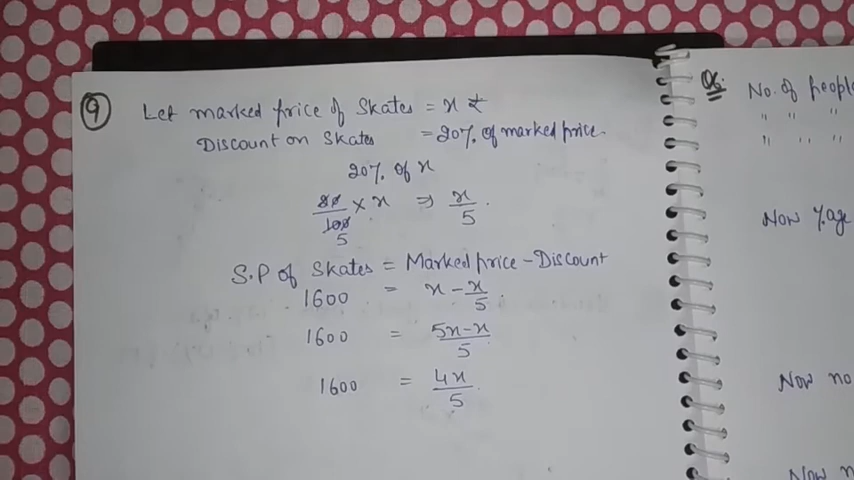 9 Let marked price of Skates = x ₹
Discount on Skates = 20% of marked price.
20% of x
20/100 × x ⇒ x/5.
5
S.P of Skates = Marked price - Discount
1600 = x - x/5.
1600 = 5x-x/5
1600 = 4x/5.
Q6. No. of people
" " "
" " "
Now %age
Now no
Now n